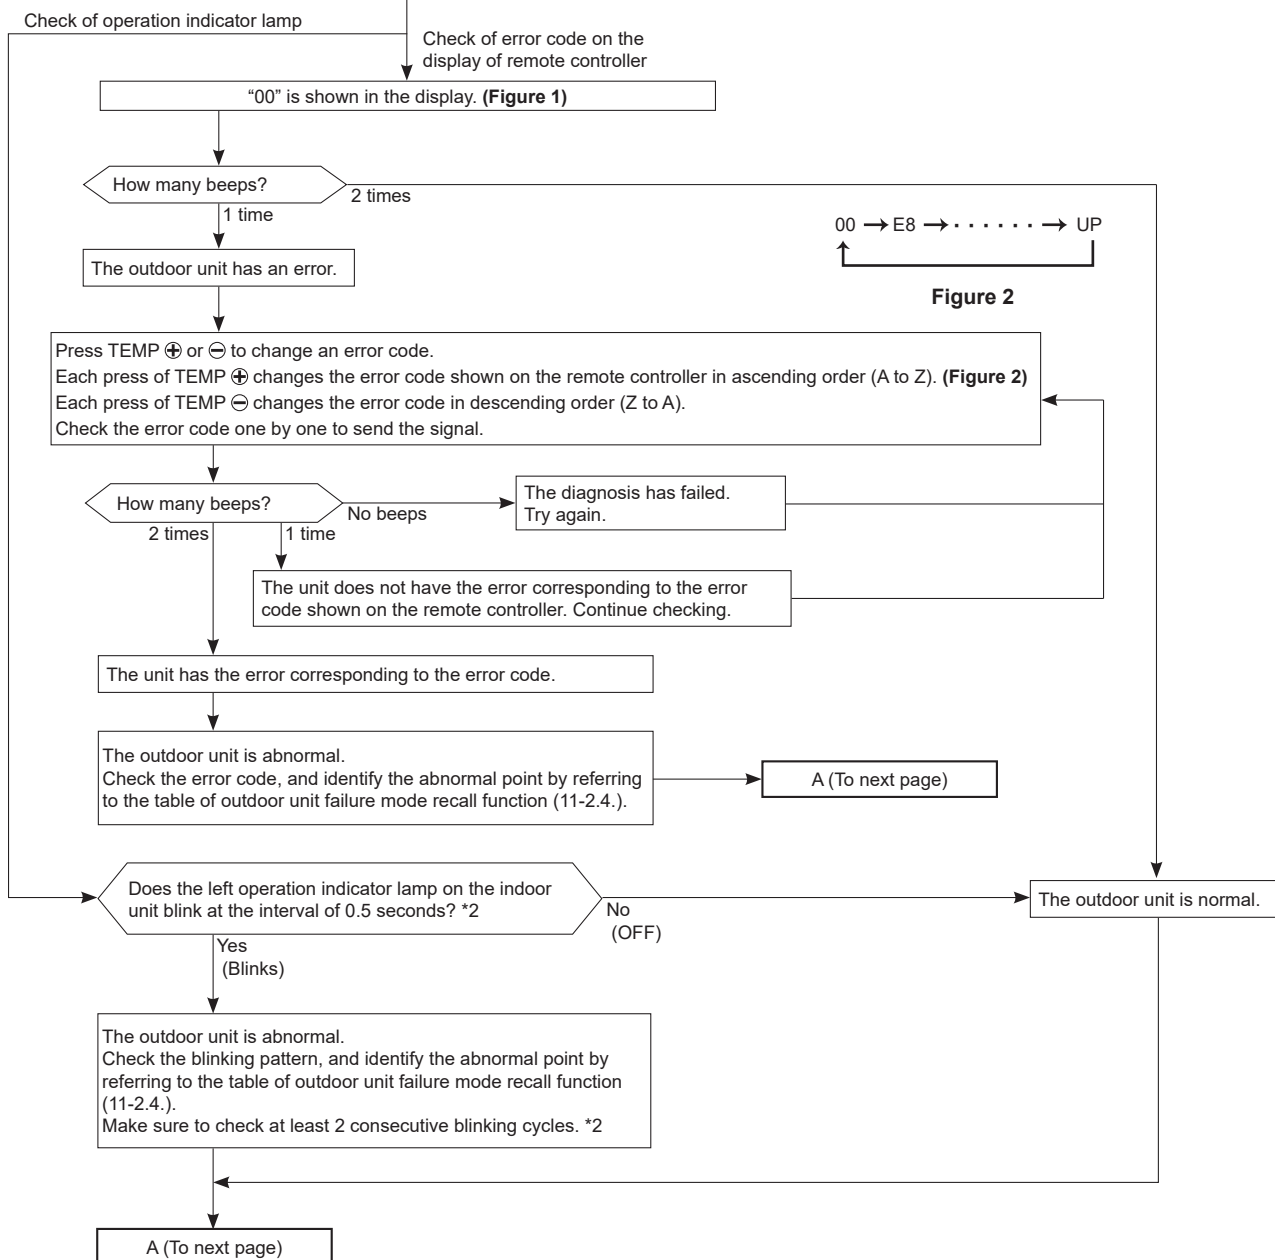 Check of operation indicator lamp
Check of error code on the
display of remote controller
“00” is shown in the display. (Figure 1)
How many beeps?
2 times
1 time
00 → E8 → · · · · · · → UP
Figure 2
The outdoor unit has an error.
Press TEMP ⊕ or ⊖ to change an error code.
Each press of TEMP ⊕ changes the error code shown on the remote controller in ascending order (A to Z). (Figure 2)
Each press of TEMP ⊖ changes the error code in descending order (Z to A).
Check the error code one by one to send the signal.
How many beeps?
No beeps
The diagnosis has failed.
Try again.
2 times
1 time
The unit does not have the error corresponding to the error
code shown on the remote controller. Continue checking.
The unit has the error corresponding to the error code.
The outdoor unit is abnormal.
Check the error code, and identify the abnormal point by referring
to the table of outdoor unit failure mode recall function (11-2.4.).
A (To next page)
Does the left operation indicator lamp on the indoor
unit blink at the interval of 0.5 seconds? *2
No
(OFF)
The outdoor unit is normal.
Yes
(Blinks)
The outdoor unit is abnormal.
Check the blinking pattern, and identify the abnormal point by
referring to the table of outdoor unit failure mode recall function
(11-2.4.).
Make sure to check at least 2 consecutive blinking cycles. *2
A (To next page)